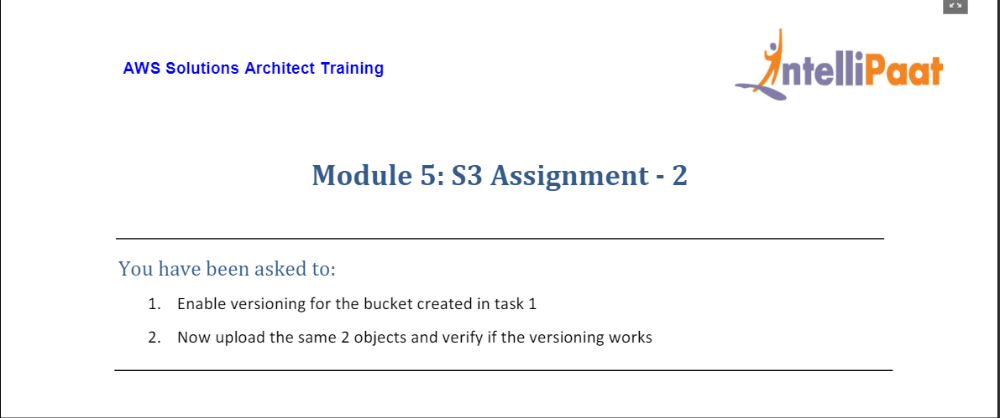 AWS Solutions Architect Training
IntelliPaat
Module 5: S3 Assignment - 2
You have been asked to:
1. Enable versioning for the bucket created in task 1
2. Now upload the same 2 objects and verify if the versioning works